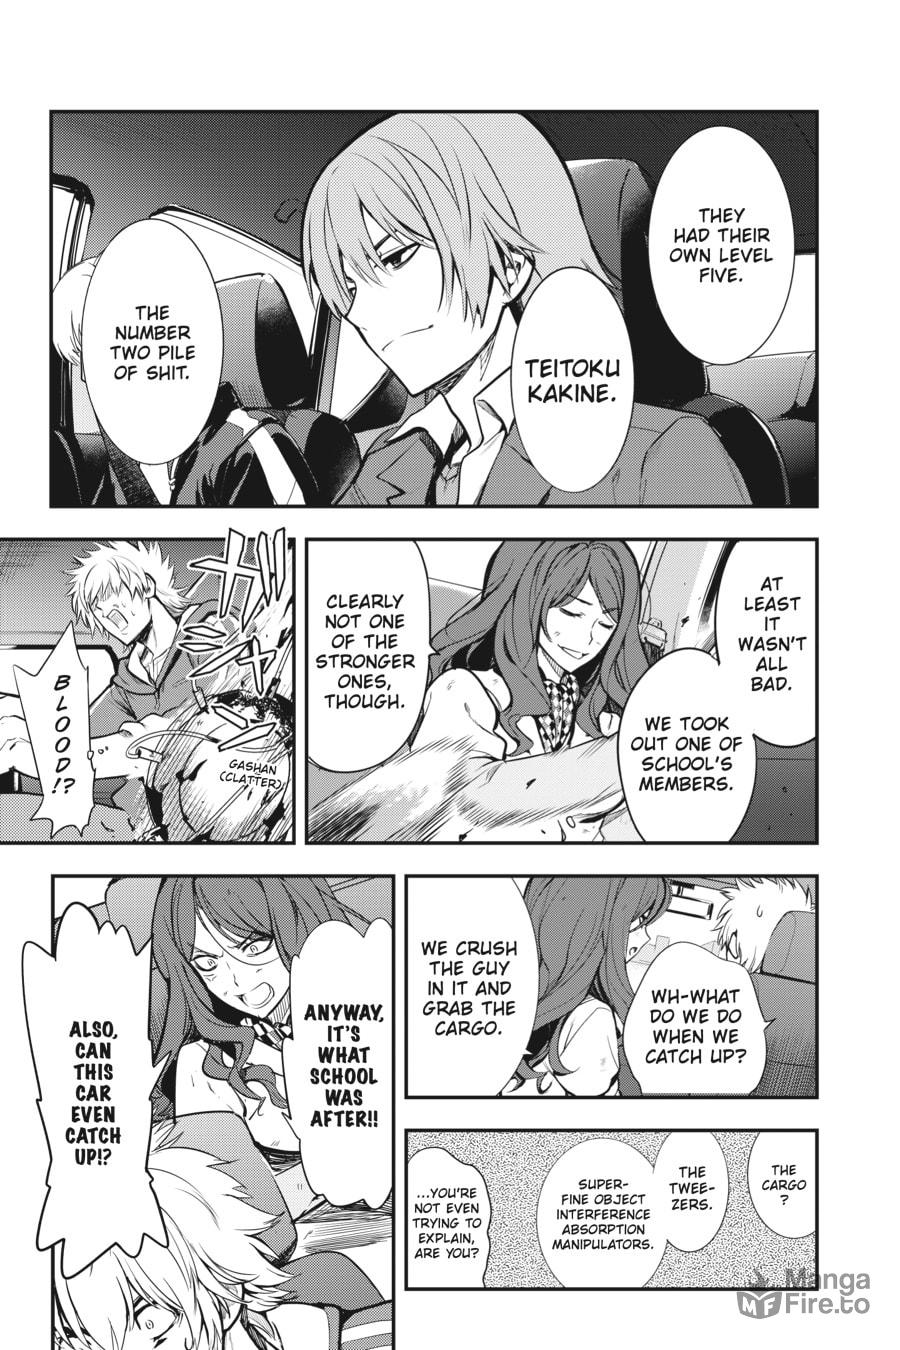 THEY
HAD THEIR
OWN LEVEL
FIVE.
TEITOKU
KAKINE.
THE
NUMBER
TWO PILE
OF SHIT.
AT
LEAST
IT
WASN'T
ALL
BAD.
WE TOOK
OUT ONE OF
SCHOOL'S
MEMBERS.
CLEARLY
NOT ONE
OF THE
STRONGER
ONES,
THOUGH.
GASHAN
(CLATTER)
BLOOD!?
WH-WHAT
DO WE DO
WHEN WE
CATCH UP?
WE CRUSH
THE GUY
IN IT AND
GRAB THE
CARGO.
THE
CARGO
?
THE
TWEE-
ZERS.
SUPER-
FINE OBJECT
INTERFERENCE
ABSORPTION
MANIPULATORS.
...YOU'RE
NOT EVEN
TRYING TO
EXPLAIN,
ARE YOU?
ANYWAY,
IT'S
WHAT
SCHOOL
WAS
AFTER!!
ALSO,
CAN
THIS
CAR
EVEN
CATCH
UP!?
MF
Manga
Fire.to